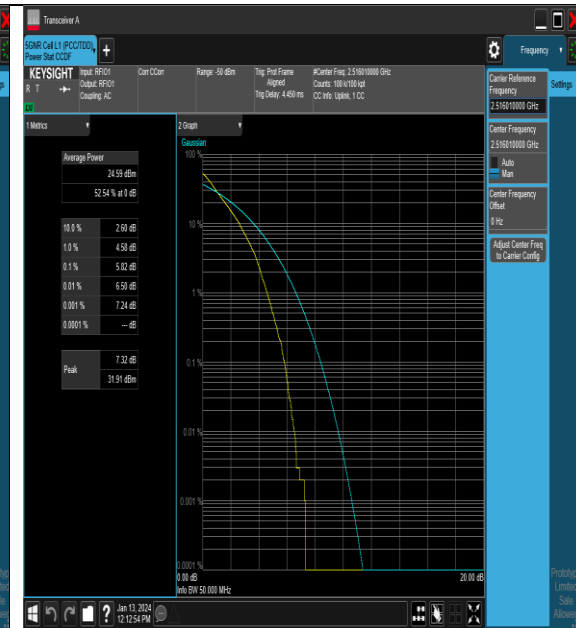 Transceiver A
5GNR Cell L1 (PCC/TDD)
Power Stat CCDF
Frequency
KEYSIGHT
R T
LV
Input: RFIO1
Output: RFIO1
Coupling: AC
Corr CCorr
Range: -50 dBm
Trig: Prot Frame
Aligned
Trig Delay: 4.450 ms
#Center Freq: 2.516010000 GHz
Counts: 100 k/100 kpt
CC Info: Uplink, 1 CC
Carrier Reference
Frequency
2.516010000 GHz
Settings
Center Frequency
2.516010000 GHz
Auto
Man
Center Frequency
Offset
0 Hz
Adjust Center Freq
to Carrier Config
1 Metrics
Average Power
24.59 dBm
52.54 % at 0 dB
10.0 % 2.60 dB
1.0 % 4.58 dB
0.1 % 5.82 dB
0.01 % 6.50 dB
0.001 % 7.24 dB
0.0001 % --- dB
Peak
7.32 dB
31.91 dBm
2 Graph
Gaussian
100 %
10 %
1 %
0.1 %
0.01 %
0.001 %
0.0001 %
0.00 dB
20.00 dB
Info BW 50.000 MHz
Jan 13, 2024
12:12:54 PM